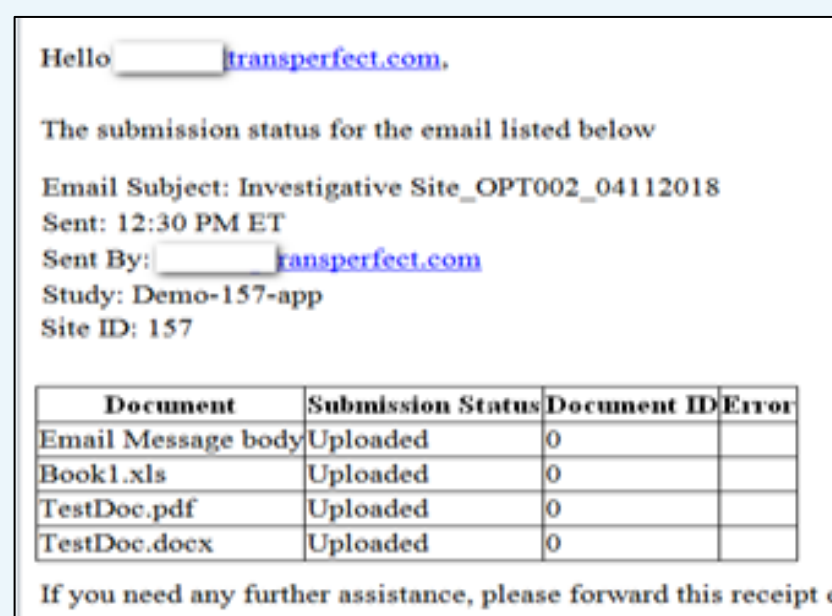 Hello transperfect.com,
The submission status for the email listed below
Email Subject: Investigative Site_OPT002_04112018
Sent: 12:30 PM ET
Sent By: ransperfect.com
Study: Demo-157-app
Site ID: 157
Document Submission Status Document ID Error
Email Message body Uploaded 0
Book1.xls Uploaded 0
TestDoc.pdf Uploaded 0
TestDoc.docx Uploaded 0
If you need any further assistance, please forward this receipt